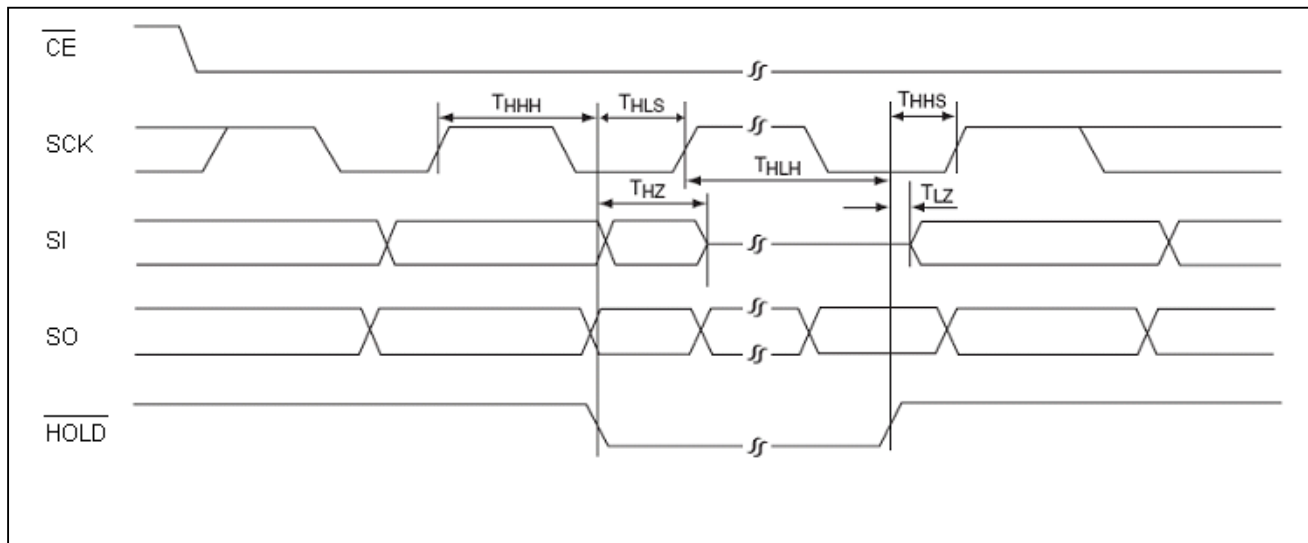 CE
SCK
THHH
THLS
THHS
THLH
THZ
TLZ
SI
SO
HOLD